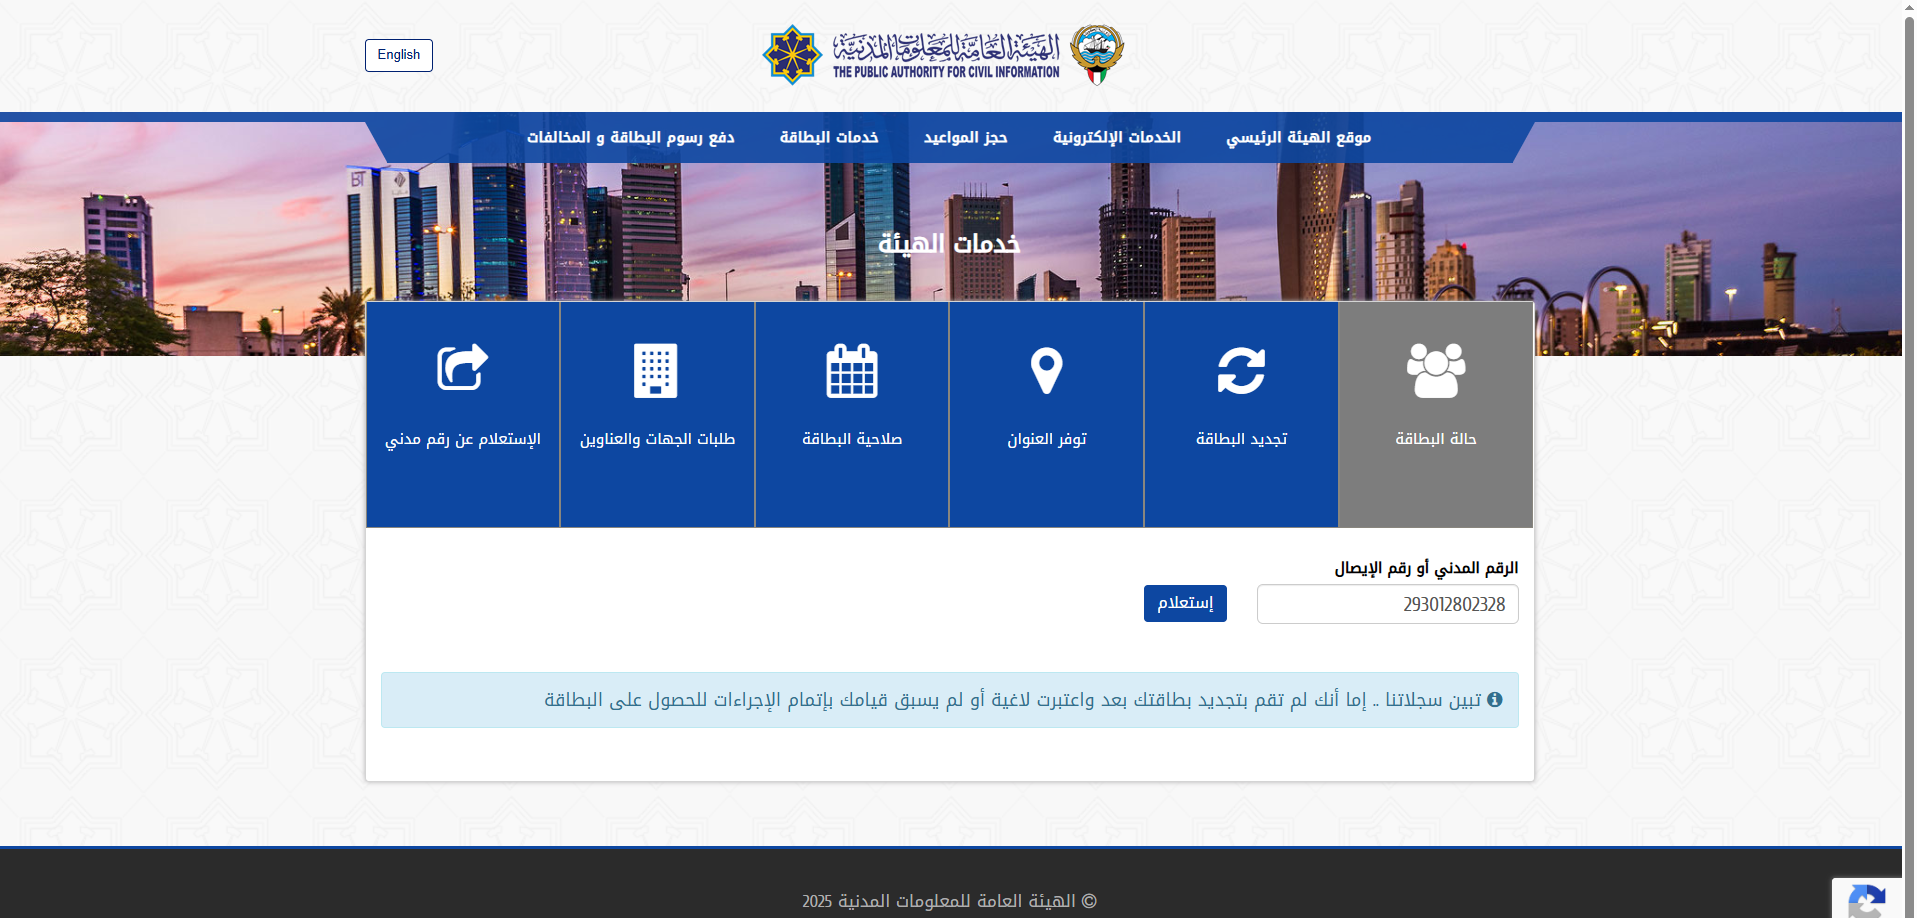 English
الهيئة العامة للمعلومات المدنية
THE PUBLIC AUTHORITY FOR CIVIL INFORMATION
موقع الهيئة الرئيسي
الخدمات الإلكترونية
حجز المواعيد
خدمات البطاقة
دفع رسوم البطاقة و المخالفات
خدمات الهيئة
حالة البطاقة
تجديد البطاقة
توفر العنوان
صلاحية البطاقة
طلبات الجهات والعناوين
الإستعلام عن رقم مدني
الرقم المدني أو رقم الإيصال
293012802328
إستعلام
تبين سجلاتنا .. إما أنك لم تقم بتجديد بطاقتك بعد واعتبرت لاغية أو لم يسبق قيامك بإتمام الإجراءات للحصول على البطاقة
© الهيئة العامة للمعلومات المدنية 2025